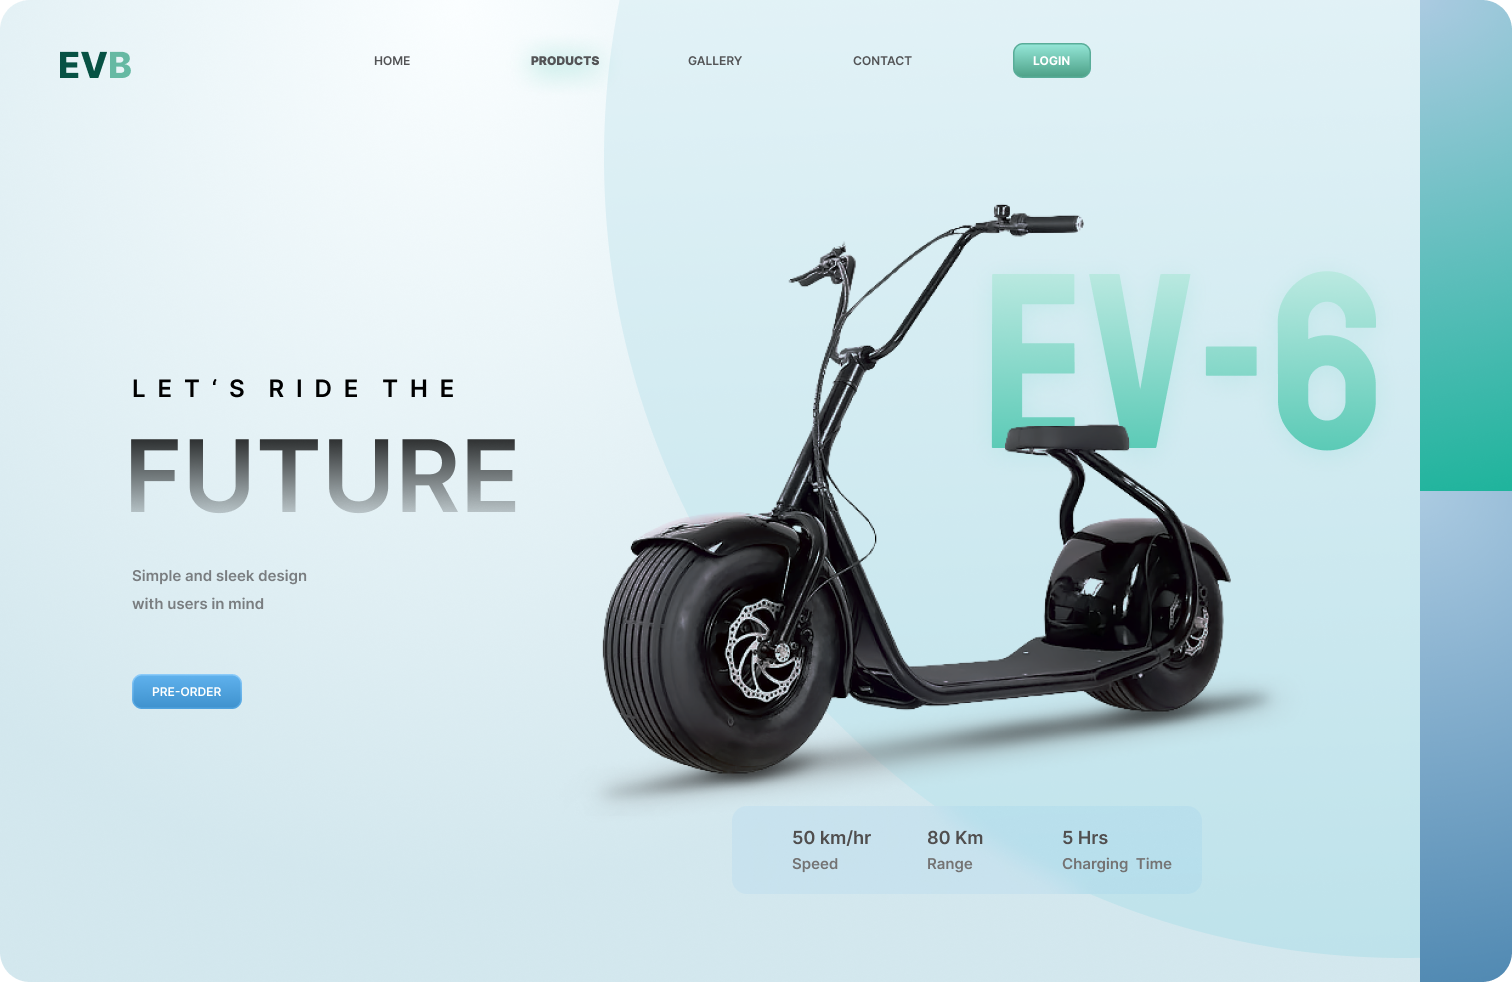 EVB
HOME PRODUCTS GALLERY CONTACT LOGIN
EV-6
LET‘S RIDE THE
FUTURE
Simple and sleek design
with users in mind
PRE-ORDER
50 km/hr 80 Km 5 Hrs
Speed Range Charging Time